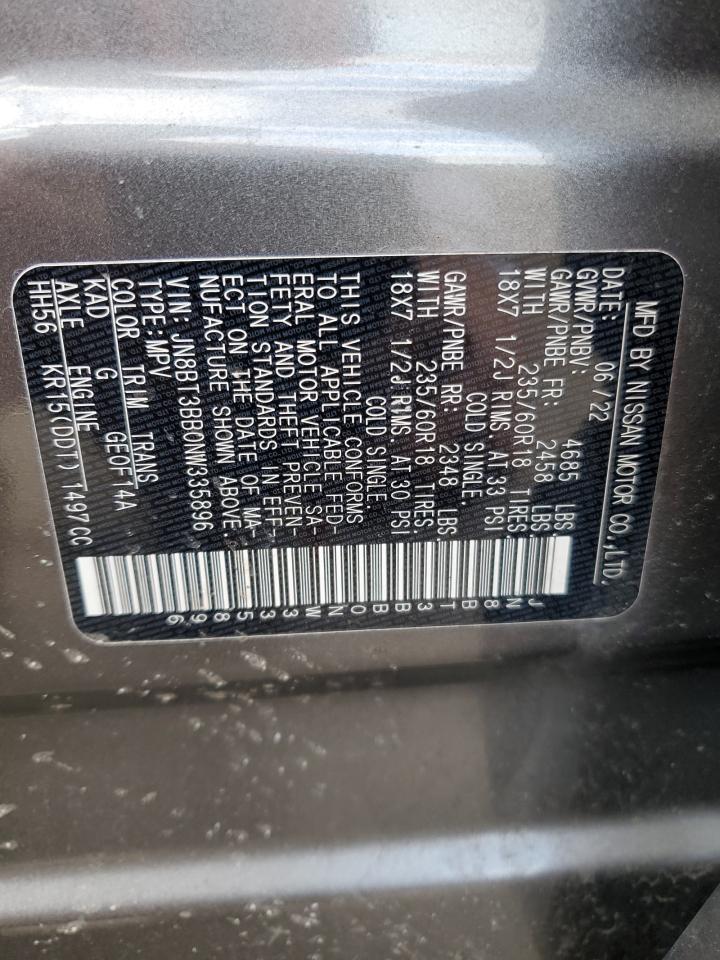 MFD BY NISSAN MOTOR CO.,LTD.
DATE: 06/22
GVWR/PNBV: 4685 LBS.
GAWR/PNBE FR: 2458 LBS.
WITH 235/60R18 TIRES
18X7 1/2J RIMS AT 33 PSI
COLD SINGLE.
GAWR/PNBE RR: 2348 LBS
WITH 235/60R18 TIRES.
18X7 1/2J RIMS. AT 30 PSI
COLD SINGLE.
THIS VEHICLE CONFORMS
TO ALL APPLICABLE FED-
ERAL MOTOR VEHICLE SA-
FETY AND THEFT PREVEN-
TION STANDARDS IN EFF-
ECT ON THE DATE OF MA-
NUFACTURE SHOWN ABOVE
VIN: JN8BT3BB0NW335896
TYPE: MPV
COLOR TRIM TRANS
KAD G GE0F14A
AXLE ENGINE
HH56 KR15(DDT)1497CC
JN8BT3BB0NW335896